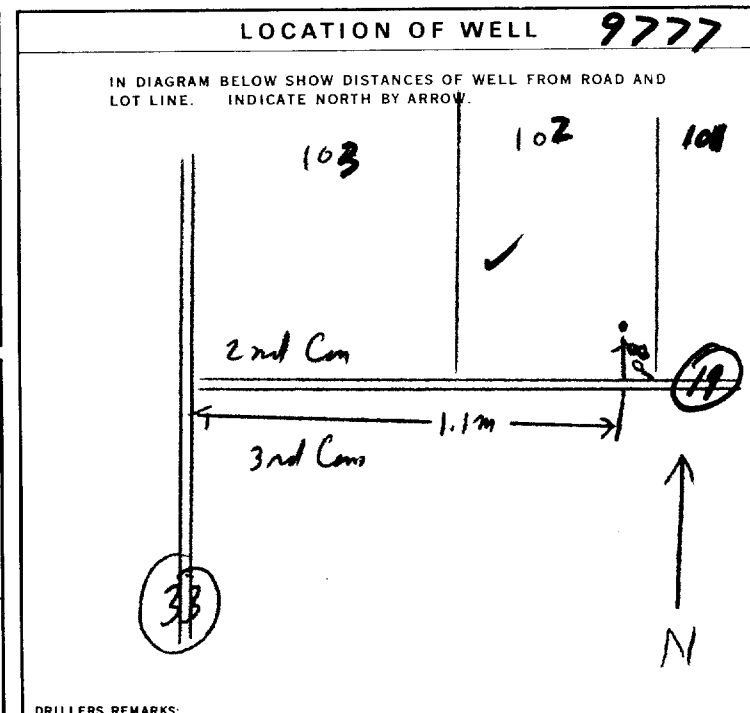 LOCATION OF WELL 9777
IN DIAGRAM BELOW SHOW DISTANCES OF WELL FROM ROAD AND
LOT LINE. INDICATE NORTH BY ARROW.
103 102 101
2nd Con
19
1.1m
3rd Con
33
N
DRILLERS REMARKS: